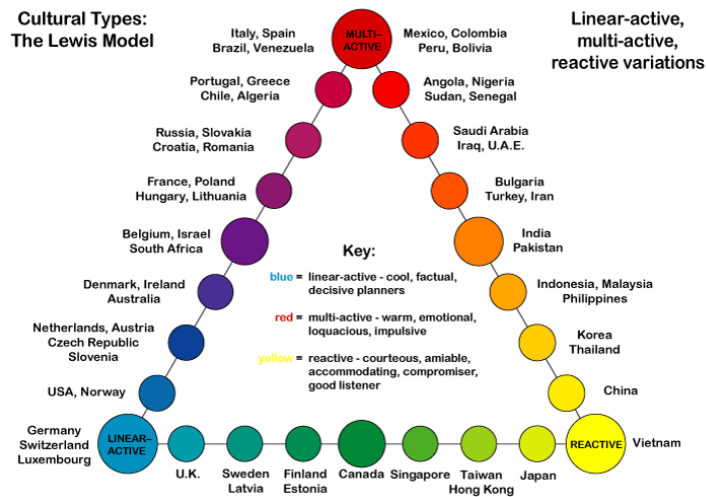 Cultural Types:
The Lewis Model
Linear-active,
multi-active,
reactive variations
Italy, Spain
Brazil, Venezuela
MULTI-
ACTIVE
Mexico, Colombia
Peru, Bolivia
Portugal, Greece
Chile, Algeria
Angola, Nigeria
Sudan, Senegal
Russia, Slovakia
Croatia, Romania
Saudi Arabia
Iraq, U.A.E.
France, Poland
Hungary, Lithuania
Bulgaria
Turkey, Iran
Belgium, Israel
South Africa
India
Pakistan
Key:
blue = linear-active - cool, factual,
decisive planners
red = multi-active - warm, emotional,
loquacious, impulsive
yellow = reactive - courteous, amiable,
accommodating, compromiser,
good listener
Denmark, Ireland
Australia
Indonesia, Malaysia
Philippines
Netherlands, Austria
Czech Republic
Slovenia
Korea
Thailand
USA, Norway
China
Germany
Switzerland
Luxembourg
LINEAR-
ACTIVE
REACTIVE
Vietnam
U.K.
Sweden
Latvia
Finland
Estonia
Canada
Singapore
Taiwan
Hong Kong
Japan